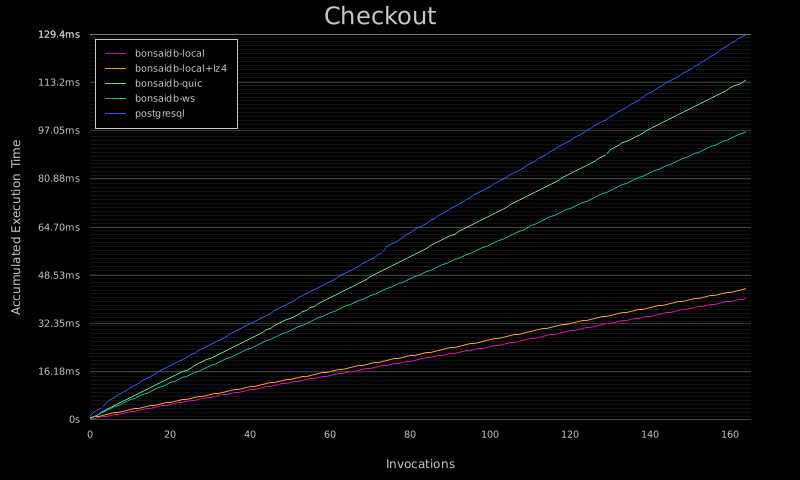 Checkout
129.4ms
113.2ms
97.05ms
80.88ms
64.70ms
48.53ms
32.35ms
16.18ms
0s
bonsaidb-local
bonsaidb-local+lz4
bonsaidb-quic
bonsaidb-ws
postgresql
Accumulated Execution Time
0 20 40 60 80 100 120 140 160
Invocations